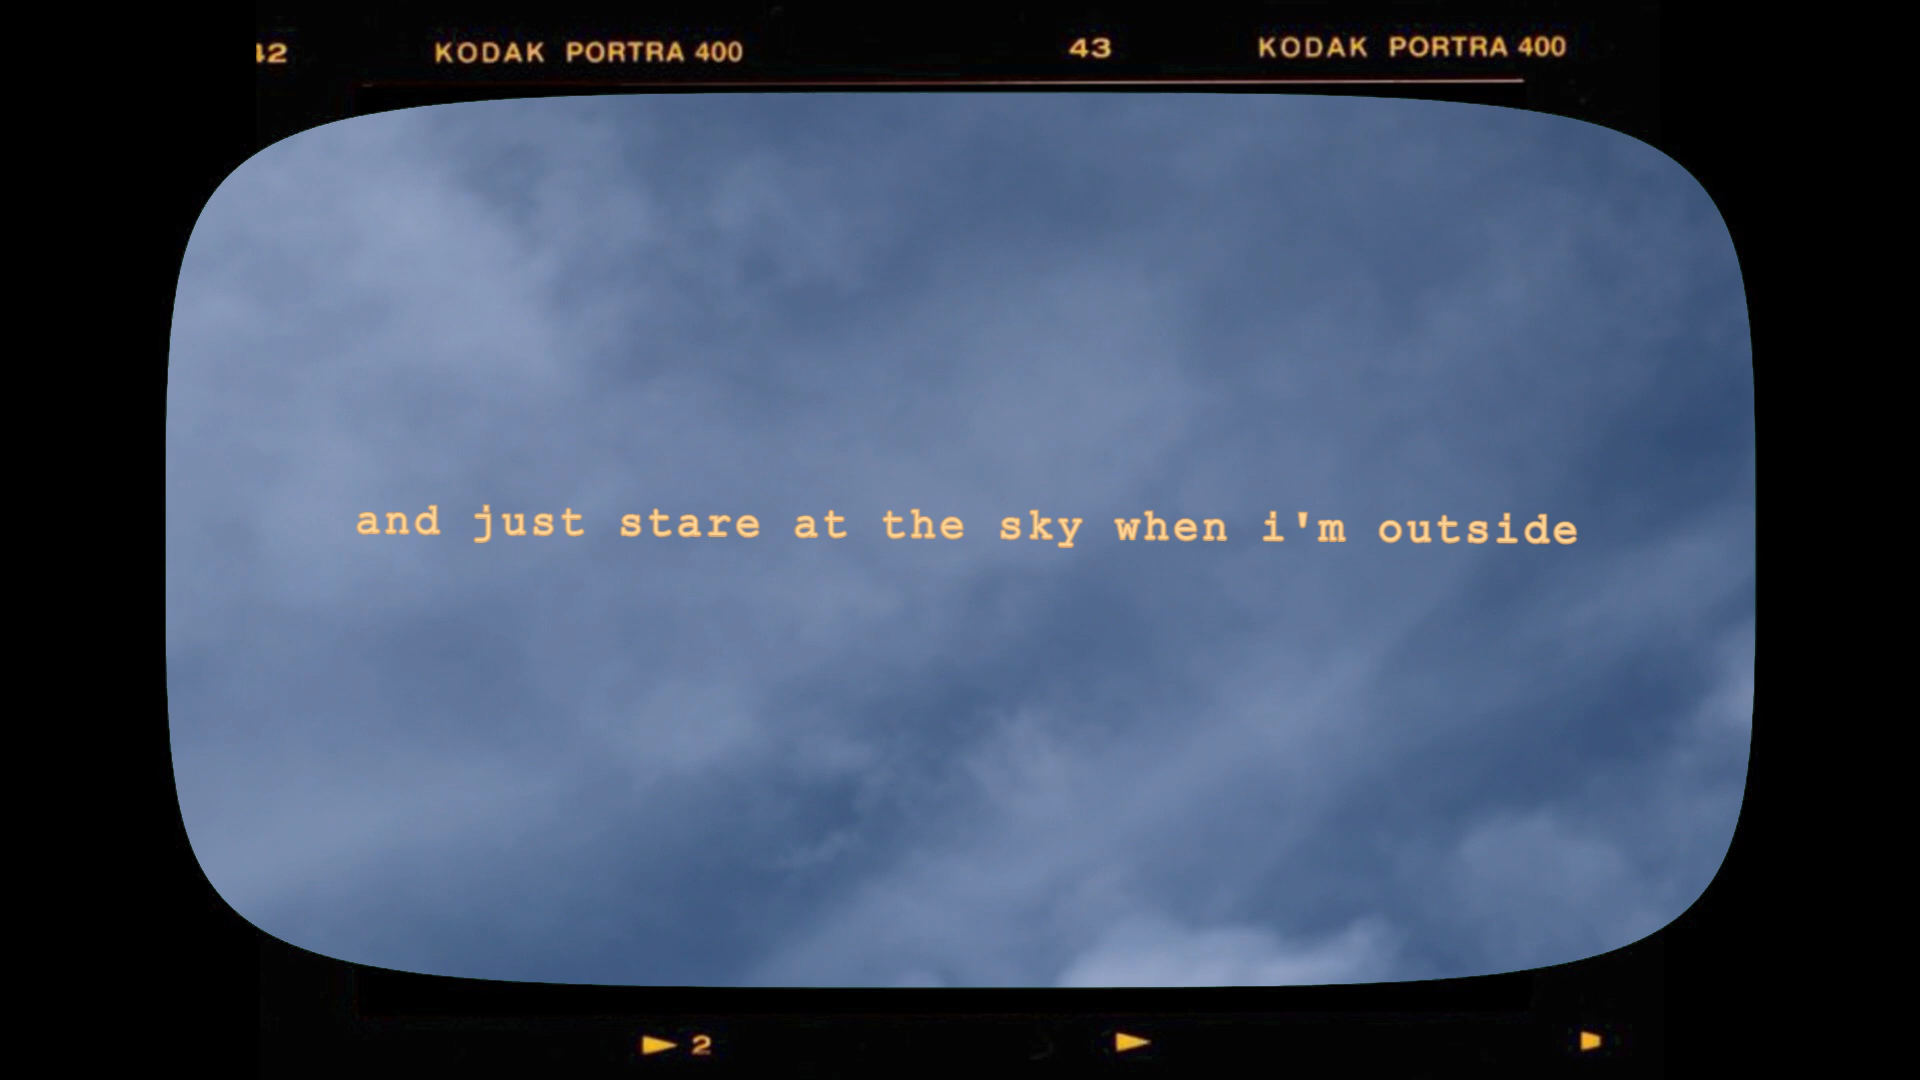 42 KODAK PORTRA 400 43 KODAK PORTRA 400
and just stare at the sky when i'm outside
2